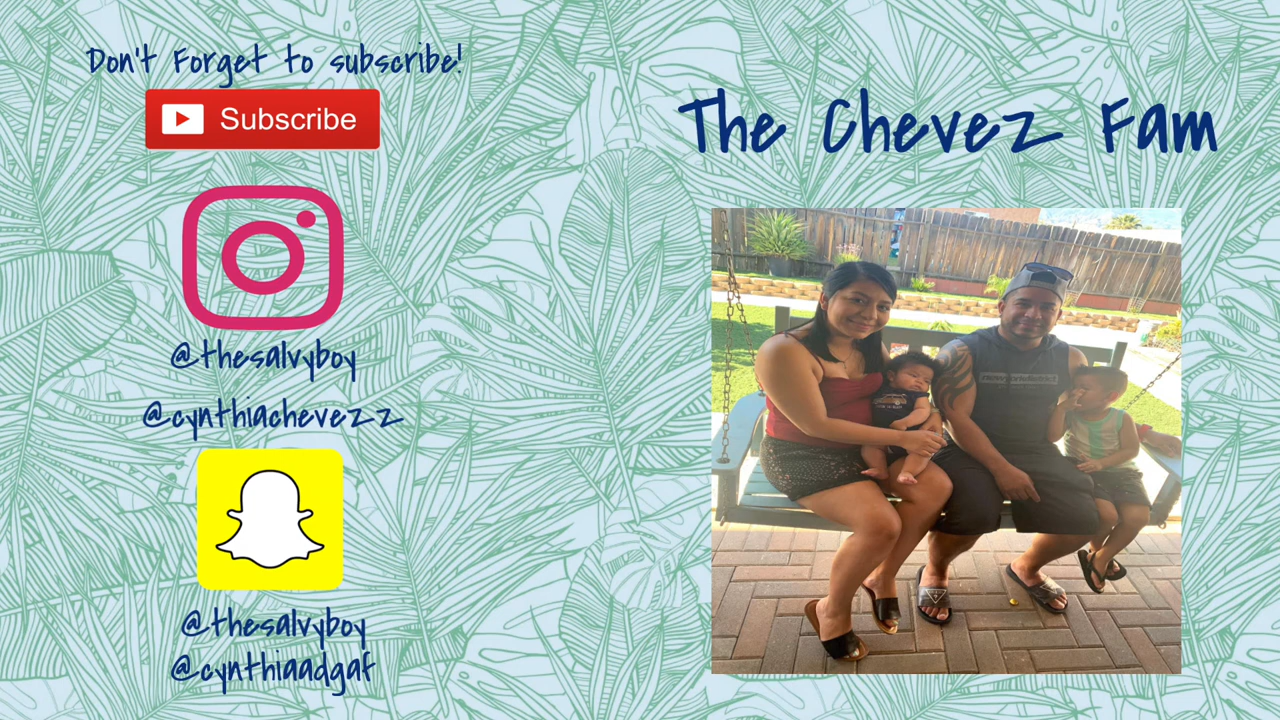 Don't Forget to subscribe!
Subscribe
@thesalvyboy
@cynthiachevezz
@thesalvyboy
@cynthiaadgaf
The Chevez Fam